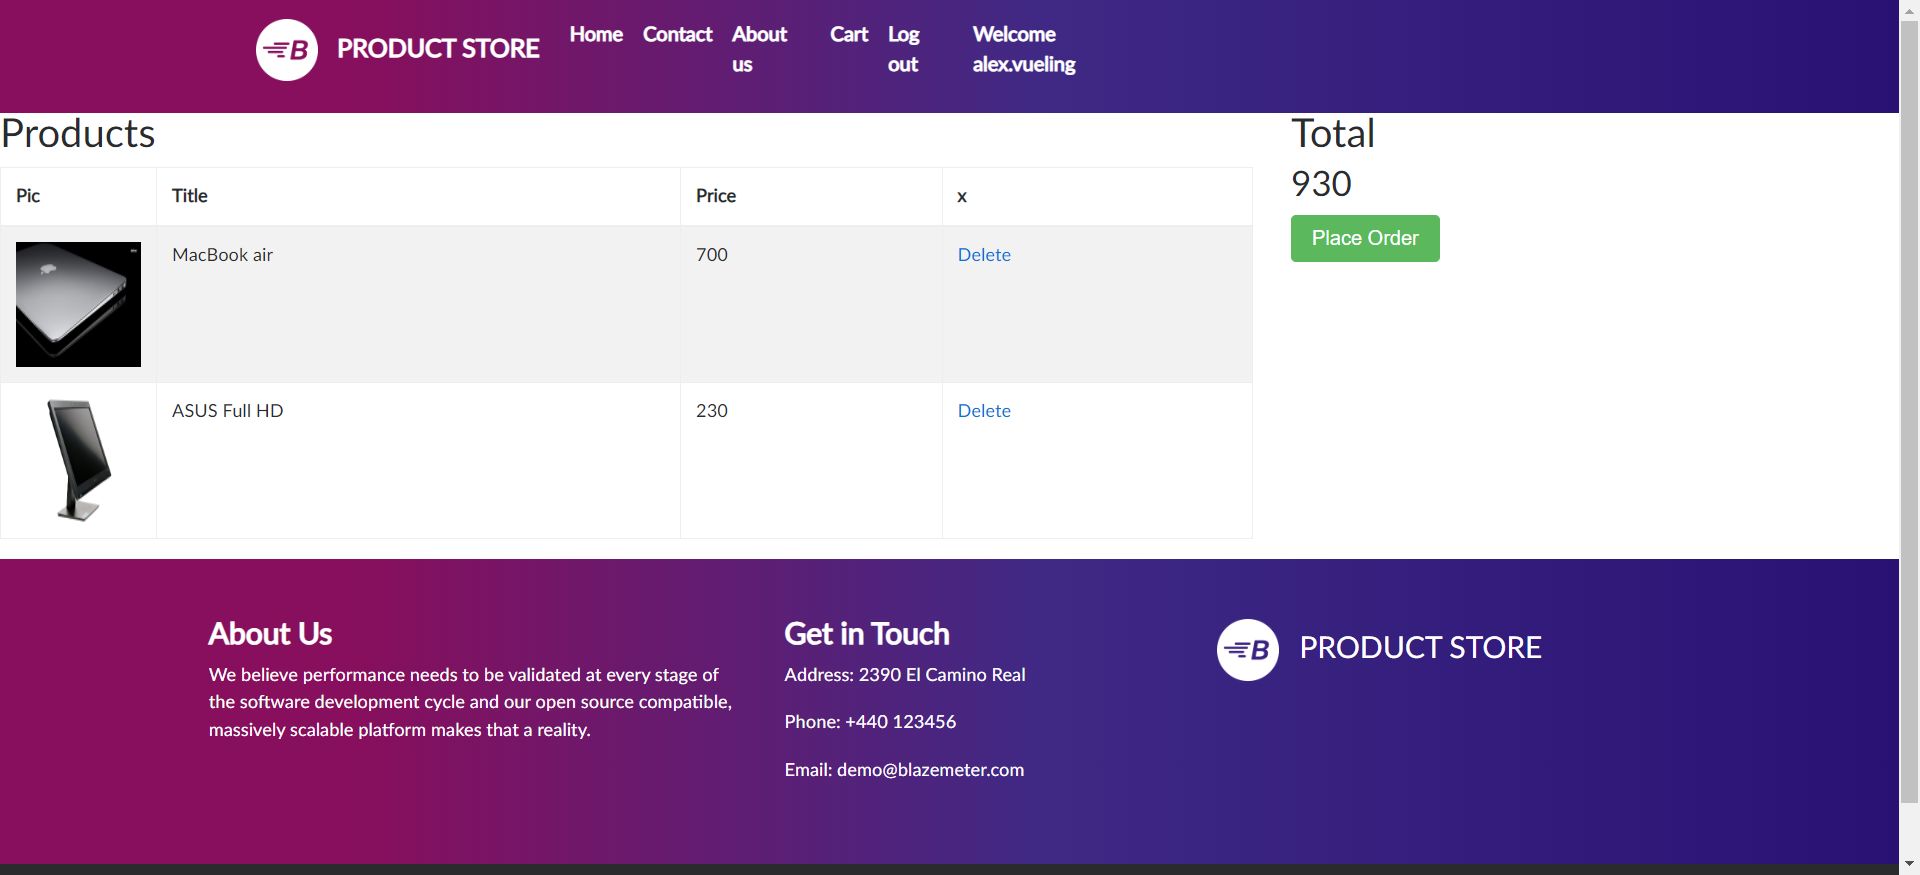 B PRODUCT STORE Home Contact About us Cart Log out Welcome alex.vueling
Products
Pic Title Price x
MacBook air 700 Delete
ASUS Full HD 230 Delete
Total
930
Place Order
About Us
We believe performance needs to be validated at every stage of
the software development cycle and our open source compatible,
massively scalable platform makes that a reality.
Get in Touch
Address: 2390 El Camino Real
Phone: +440 123456
Email: demo@blazemeter.com
B PRODUCT STORE